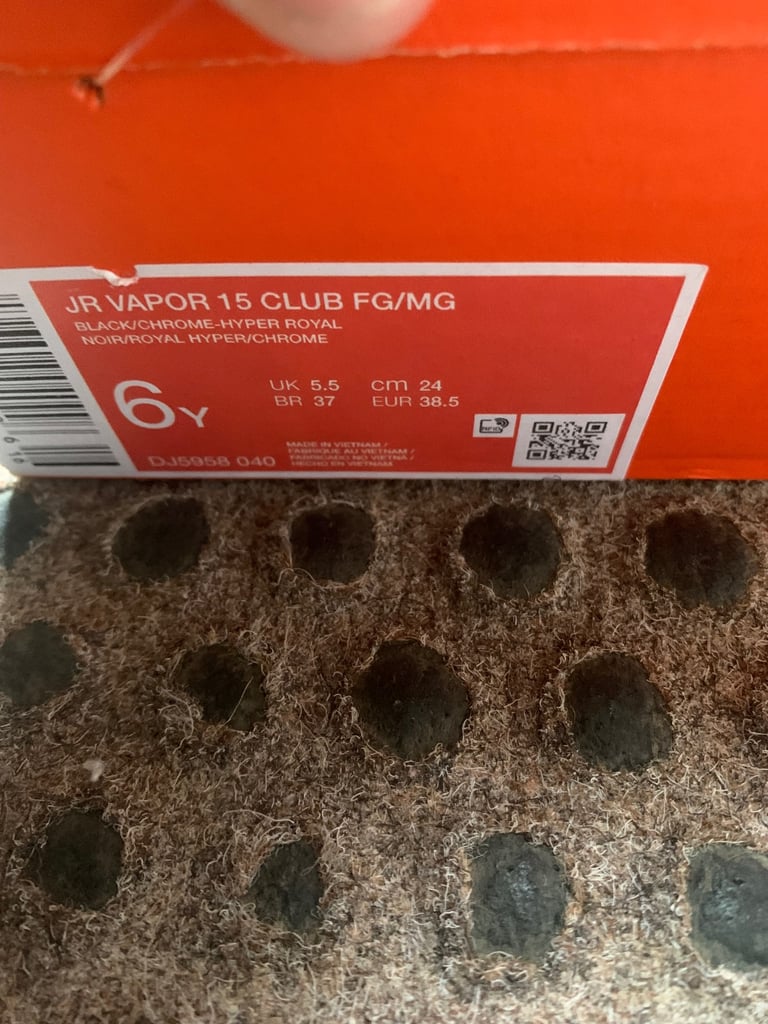 JR VAPOR 15 CLUB FG/MG
BLACK/CHROME-HYPER ROYAL
NOIR/ROYAL HYPER/CHROME
6Y
UK 5.5 cm 24
BR 37 EUR 38.5
RFID
MADE IN VIETNAM /
FABRIQUE AU VIETNAM /
FABRICADO NO VIETNÃ /
HECHO EN VIETNAM
DJ5958 040